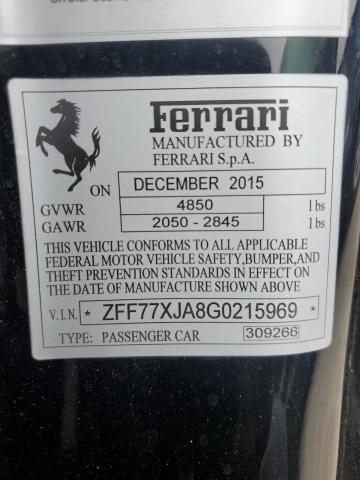 Ferrari
MANUFACTURED BY
FERRARI S.p.A.
ON DECEMBER 2015
GVWR 4850 lbs
GAWR 2050 - 2845 lbs
THIS VEHICLE CONFORMS TO ALL APPLICABLE
FEDERAL MOTOR VEHICLE SAFETY,BUMPER,AND
THEFT PREVENTION STANDARDS IN EFFECT ON
THE DATE OF MANUFACTURE SHOWN ABOVE
V.I.N. * ZFF77XJA8G0215969 *
TYPE: PASSENGER CAR 309266